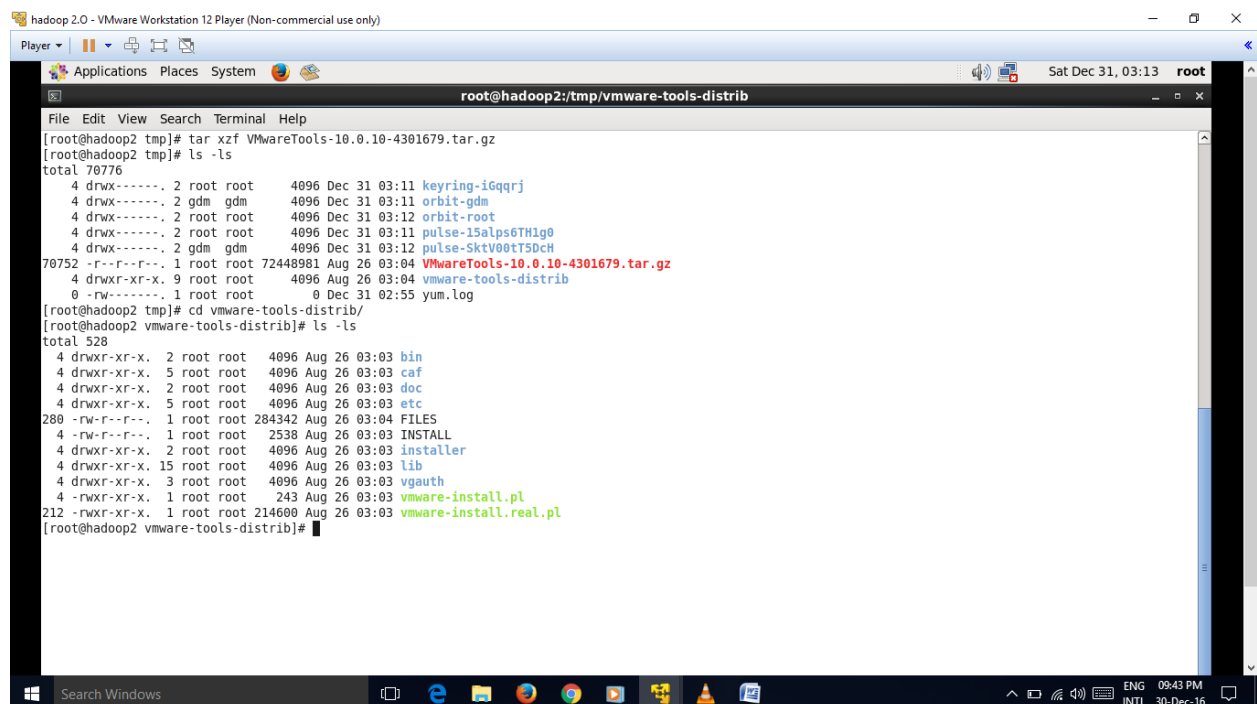 hadoop 2.O - VMware Workstation 12 Player (Non-commercial use only)
Player
Applications Places System Sat Dec 31, 03:13 root
root@hadoop2:/tmp/vmware-tools-distrib
File Edit View Search Terminal Help
[root@hadoop2 tmp]# tar xzf VMwareTools-10.0.10-4301679.tar.gz
[root@hadoop2 tmp]# ls -ls
total 70776
4 drwx------. 2 root root 4096 Dec 31 03:11 keyring-iGqqrj
4 drwx------. 2 gdm gdm 4096 Dec 31 03:11 orbit-gdm
4 drwx------. 2 root root 4096 Dec 31 03:12 orbit-root
4 drwx------. 2 root root 4096 Dec 31 03:11 pulse-15alps6TH1g0
4 drwx------. 2 gdm gdm 4096 Dec 31 03:12 pulse-SktV00tT5DcH
70752 -r--r--r--. 1 root root 72448981 Aug 26 03:04 VMwareTools-10.0.10-4301679.tar.gz
4 drwxr-xr-x. 9 root root 4096 Aug 26 03:04 vmware-tools-distrib
0 -rw-------. 1 root root 0 Dec 31 02:55 yum.log
[root@hadoop2 tmp]# cd vmware-tools-distrib/
[root@hadoop2 vmware-tools-distrib]# ls -ls
total 528
4 drwxr-xr-x. 2 root root 4096 Aug 26 03:03 bin
4 drwxr-xr-x. 5 root root 4096 Aug 26 03:03 caf
4 drwxr-xr-x. 2 root root 4096 Aug 26 03:03 doc
4 drwxr-xr-x. 5 root root 4096 Aug 26 03:03 etc
280 -rw-r--r--. 1 root root 284342 Aug 26 03:04 FILES
4 -rw-r--r--. 1 root root 2538 Aug 26 03:03 INSTALL
4 drwxr-xr-x. 2 root root 4096 Aug 26 03:03 installer
4 drwxr-xr-x. 15 root root 4096 Aug 26 03:03 lib
4 drwxr-xr-x. 3 root root 4096 Aug 26 03:03 vgauth
4 -rwxr-xr-x. 1 root root 243 Aug 26 03:03 vmware-install.pl
212 -rwxr-xr-x. 1 root root 214600 Aug 26 03:03 vmware-install.real.pl
[root@hadoop2 vmware-tools-distrib]#
Search Windows
ENG 09:43 PM
INTL 30-Dec-16